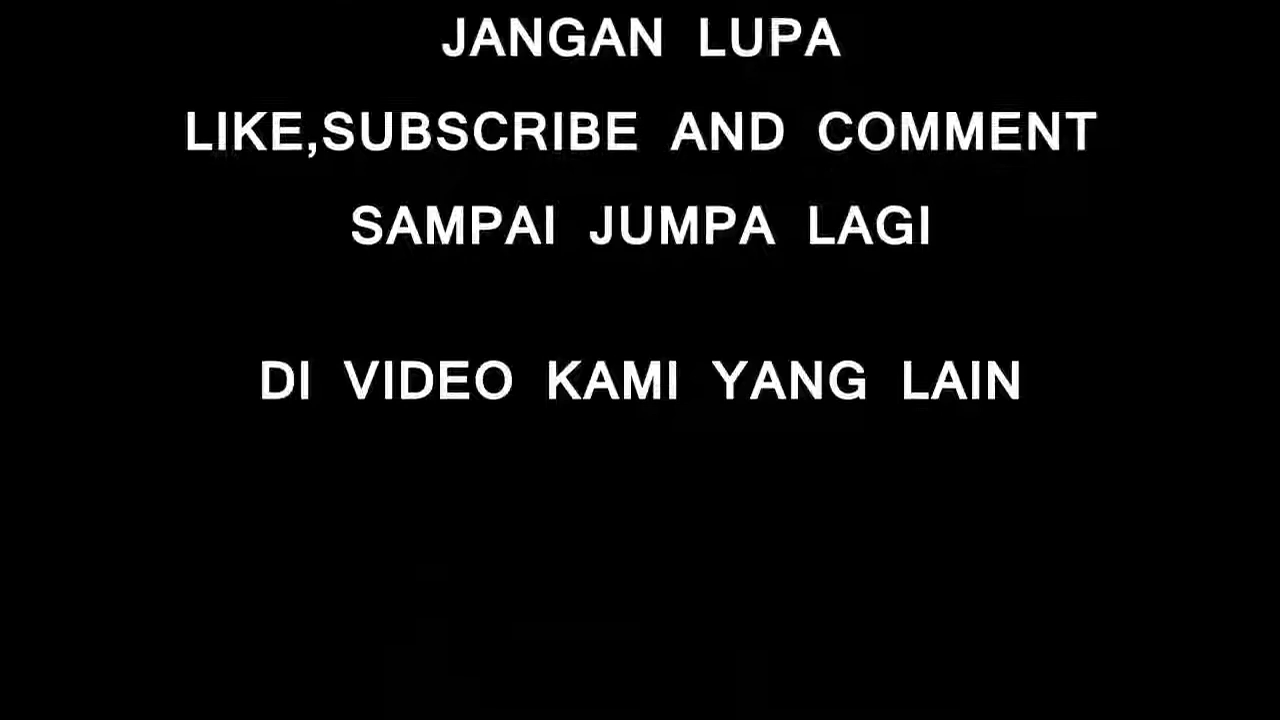 JANGAN LUPA
LIKE,SUBSCRIBE AND COMMENT
SAMPAI JUMPA LAGI
DI VIDEO KAMI YANG LAIN